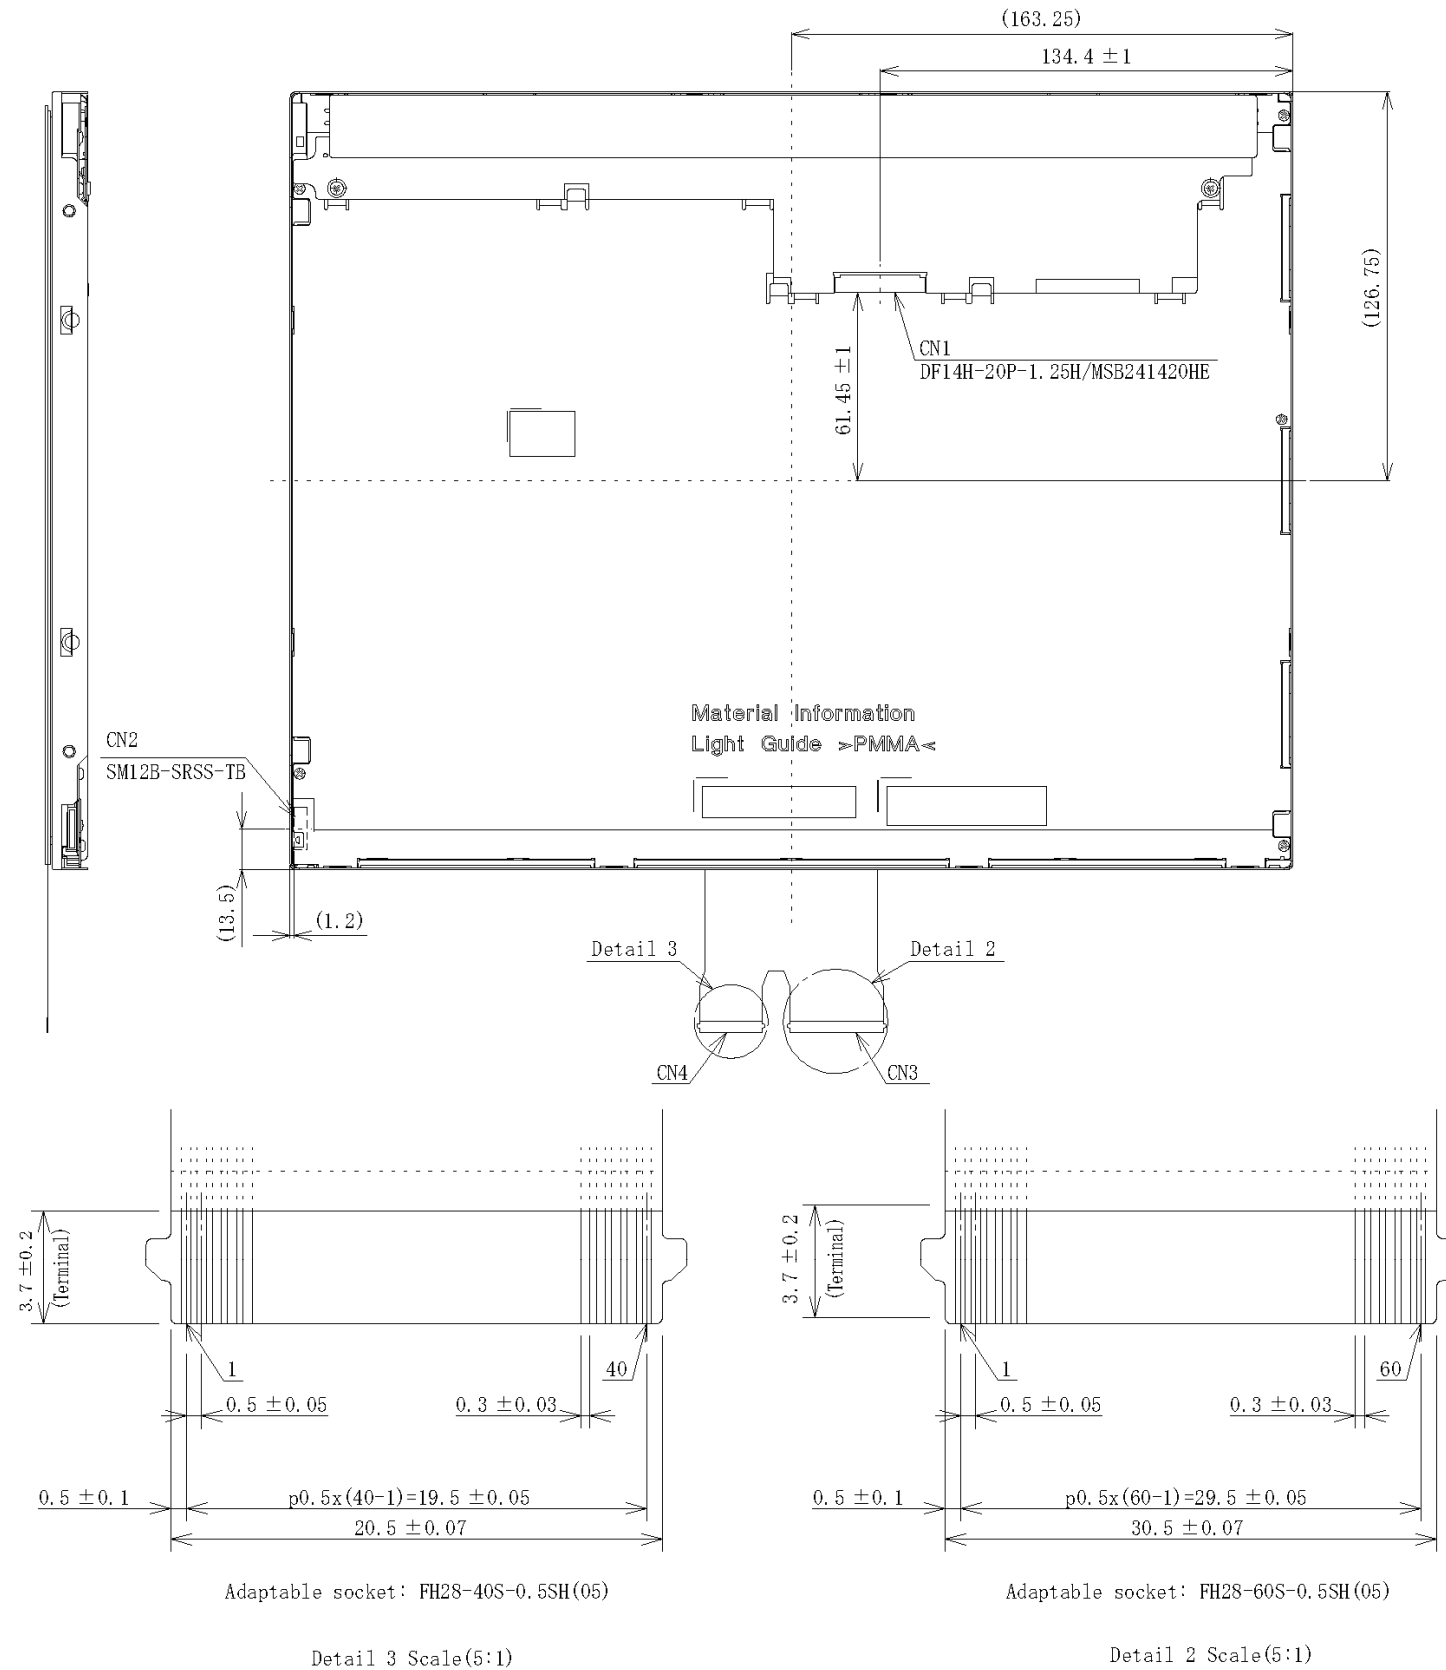 (163.25)
134.4 ±1
(126.75)
CN1
DF14H-20P-1.25H/MSB241420HE
61.45 ±1
Material Information
Light Guide >PMMA<
CN2
SM12B-SRSS-TB
(13.5)
(1.2)
Detail 3
Detail 2
CN4
CN3
3.7 ±0.2
(Terminal)
1
40
0.5 ±0.05
0.3 ±0.03
0.5 ±0.1
p0.5x(40-1)=19.5 ±0.05
20.5 ±0.07
Adaptable socket: FH28-40S-0.5SH(05)
Detail 3 Scale(5:1)
3.7 ±0.2
(Terminal)
1
60
0.5 ±0.05
0.3 ±0.03
0.5 ±0.1
p0.5x(60-1)=29.5 ±0.05
30.5 ±0.07
Adaptable socket: FH28-60S-0.5SH(05)
Detail 2 Scale(5:1)